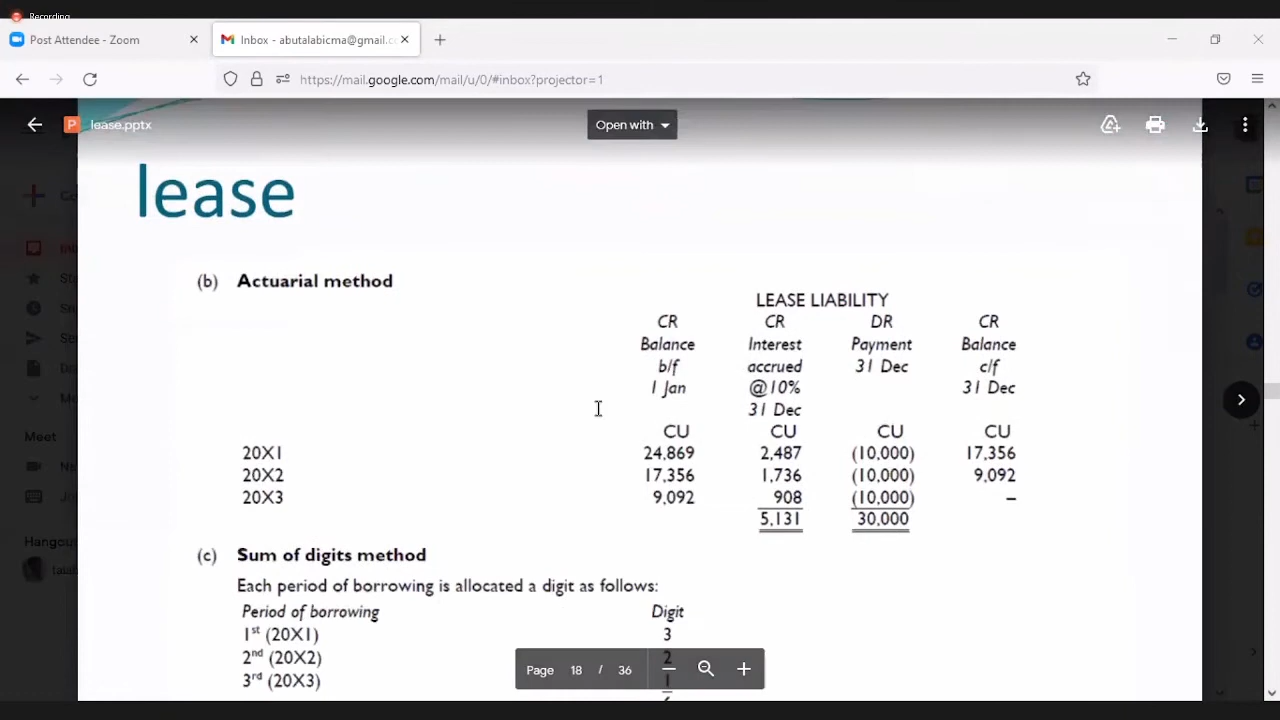 Recording
Post Attendee - Zoom
Inbox - abutalabicma@gmail.c
https://mail.google.com/mail/u/0/#inbox?projector=1
P lease.pptx
Open with
lease
(b) Actuarial method
LEASE LIABILITY
CR CR DR CR
Balance Interest Payment Balance
b/f accrued 31 Dec c/f
1 Jan @10% 31 Dec
31 Dec
CU CU CU CU
20X1 24,869 2,487 (10,000) 17,356
20X2 17,356 1,736 (10,000) 9,092
20X3 9,092 908 (10,000) –
5,131 30,000
Meet
Hangou
(c) Sum of digits method
Each period of borrowing is allocated a digit as follows:
Period of borrowing Digit
1st (20X1) 3
2nd (20X2) 2
3rd (20X3) 1
Page 18 / 36